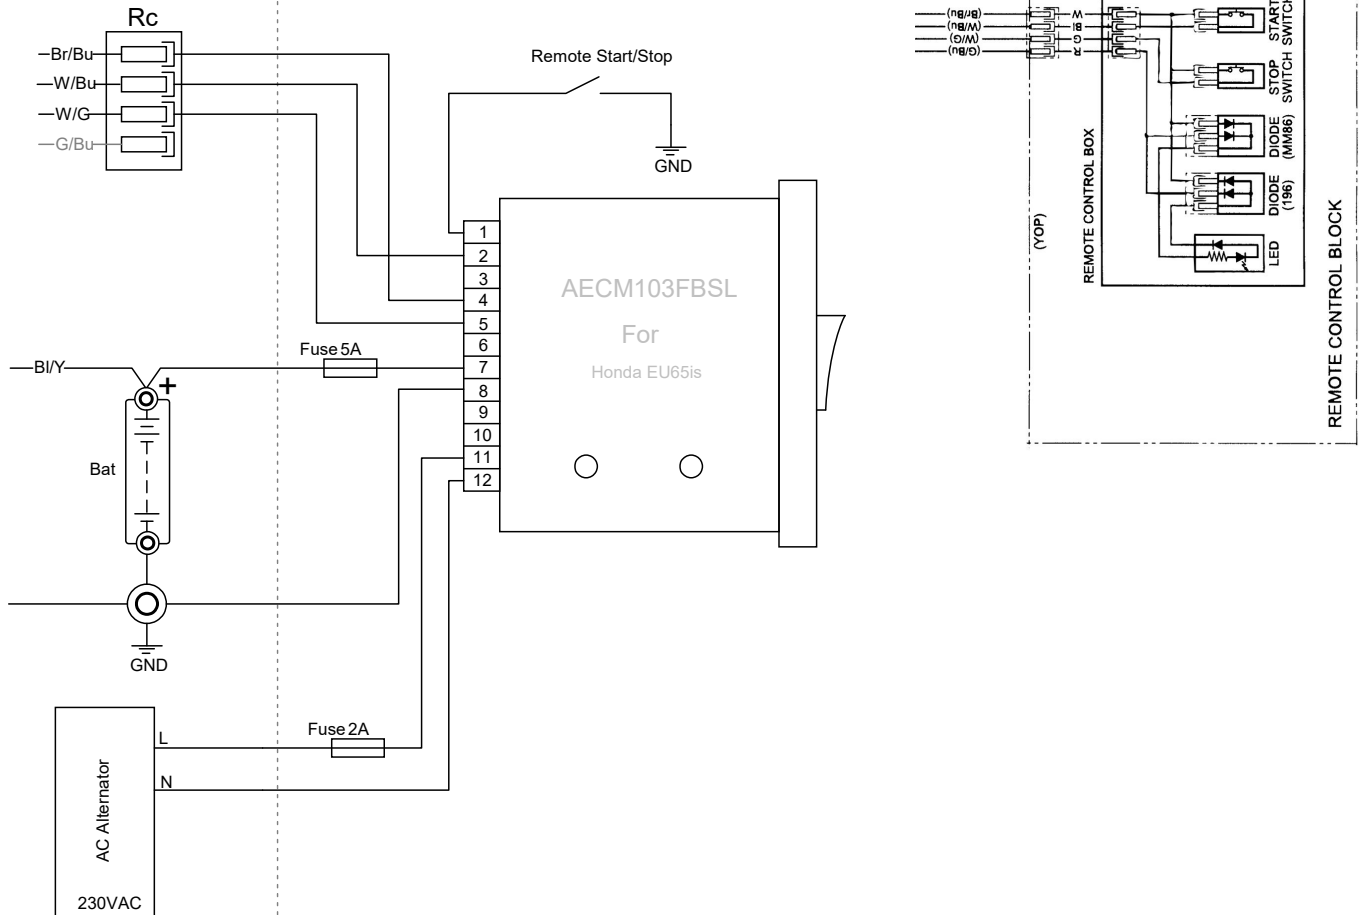 Rc
Br/Bu
W/Bu
W/G
G/Bu
Remote Start/Stop
GND
1
2
3
4
5
6
7
8
9
10
11
12
AECM103FBSL
For
Honda EU65is
Fuse 5A
Bl/Y
+
Bat
GND
Fuse 2A
L
N
AC Alternator
230VAC
(Br/Bu)
(W/Bu)
(W/G)
(G/Bu)
W
Bl
G
R
START
SWITCH
STOP
SWITCH
DIODE
(MM86)
DIODE
(196)
LED
(YOP)
REMOTE CONTROL BOX
REMOTE CONTROL BLOCK